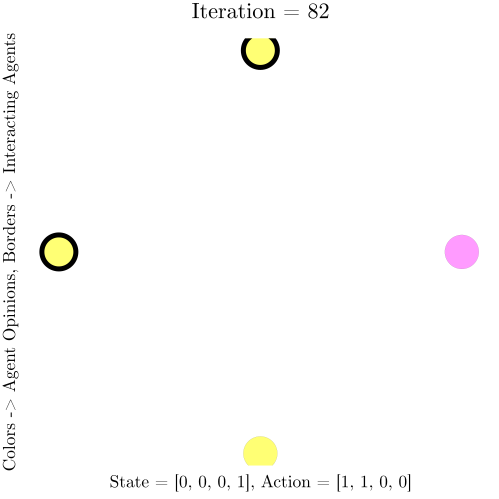 Iteration = 82
Colors -> Agent Opinions, Borders -> Interacting Agents
State = [0, 0, 0, 1], Action = [1, 1, 0, 0]